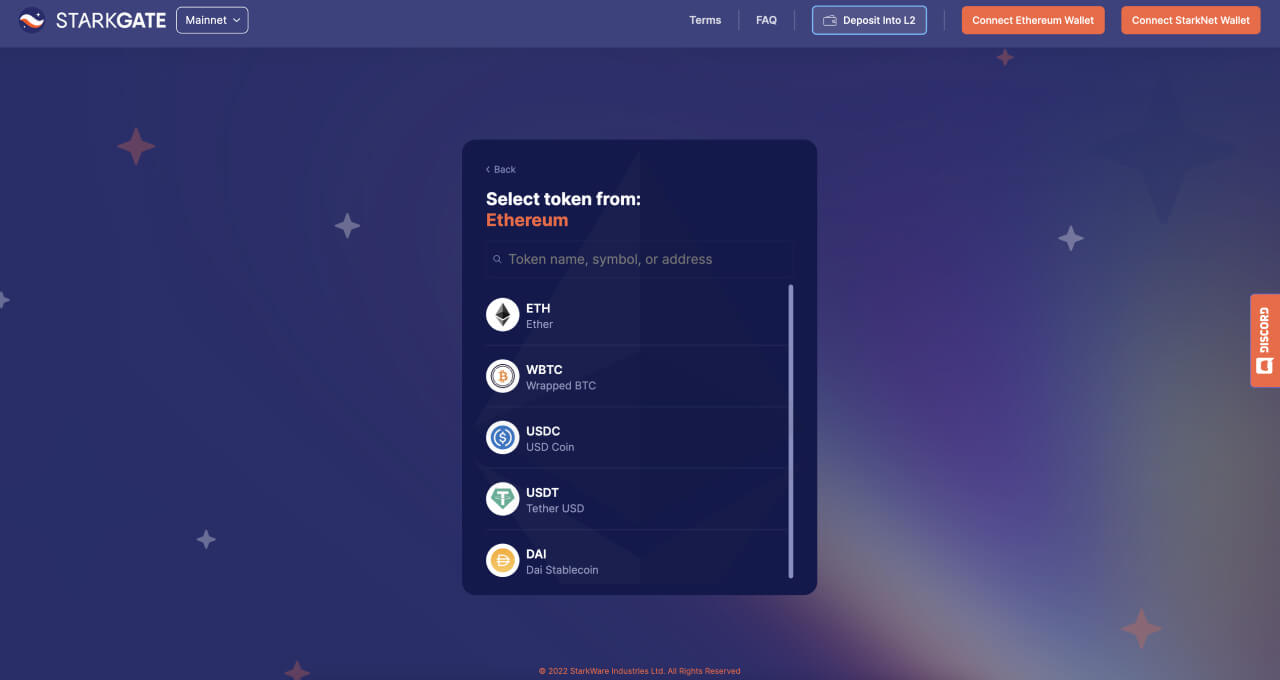 STARKGATE
Mainnet
Terms
FAQ
Deposit Into L2
Connect Ethereum Wallet
Connect StarkNet Wallet
Back
Select token from:
Ethereum
Token name, symbol, or address
ETH
Ether
WBTC
Wrapped BTC
USDC
USD Coin
USDT
Tether USD
DAI
Dai Stablecoin
DISCORD
© 2022 StarkWare Industries Ltd. All Rights Reserved